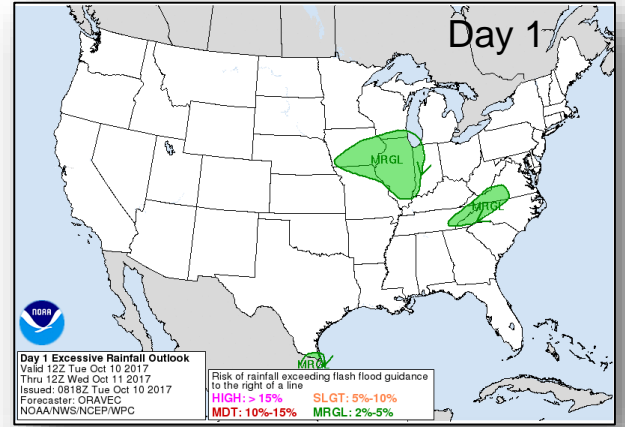 Day 1
MRGL
MRGL
MRGL
NOAA
Day 1 Excessive Rainfall Outlook
Valid 12Z Tue Oct 10 2017
Thru 12Z Wed Oct 11 2017
Issued: 0818Z Tue Oct 10 2017
Forecaster: ORAVEC
NOAA/NWS/NCEP/WPC
Risk of rainfall exceeding flash flood guidance
to the right of a line
HIGH: > 15% SLGT: 5%-10%
MDT: 10%-15% MRGL: 2%-5%